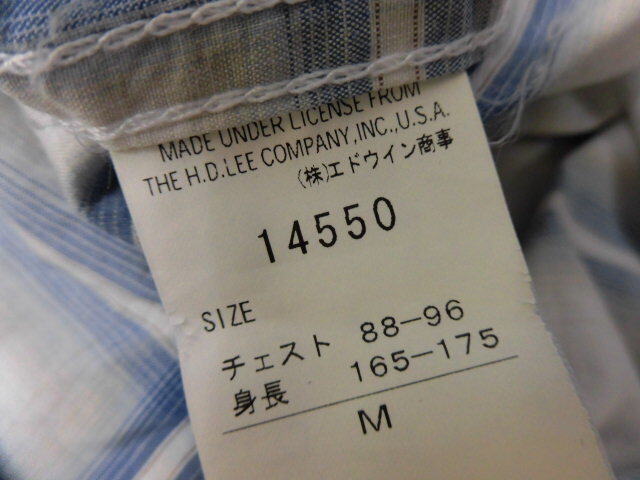 MADE UNDER LICENSE FROM
THE H.D.LEE COMPANY,INC.,U.S.A.
(株)エドウイン商事
14550
SIZE
チェスト 88-96
身長 165-175
M